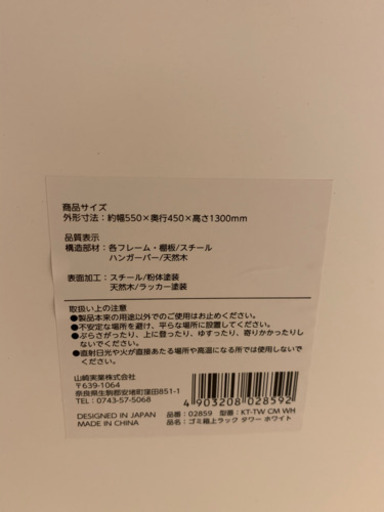 商品サイズ
外形寸法：約幅550×奥行450×高さ1300mm
品質表示
構造部材：各フレーム・棚板/スチール
ハンガーバー/天然木
表面加工：スチール/粉体塗装
天然木/ラッカー塗装
取扱い上の注意
●製品本来の用途以外でのご使用はお止めください。
●不安定な場所を避け、平らな場所に設置してください。
●ぶらさがったり、上に登ったり、ゆすったり、寄りかかったりしないでください。
●直射日光や火が直接あたる場所や高温になる所では使用しないでください。
山崎実業株式会社
〒639-1064
奈良県生駒郡安堵町窪田851-1
TEL: 0743-57-5068
4 903208 028592
DESIGNED IN JAPAN
MADE IN CHINA
品番：02859 型番：KT-TW CM WH
品名：ゴミ箱上ラック タワー ホワイト